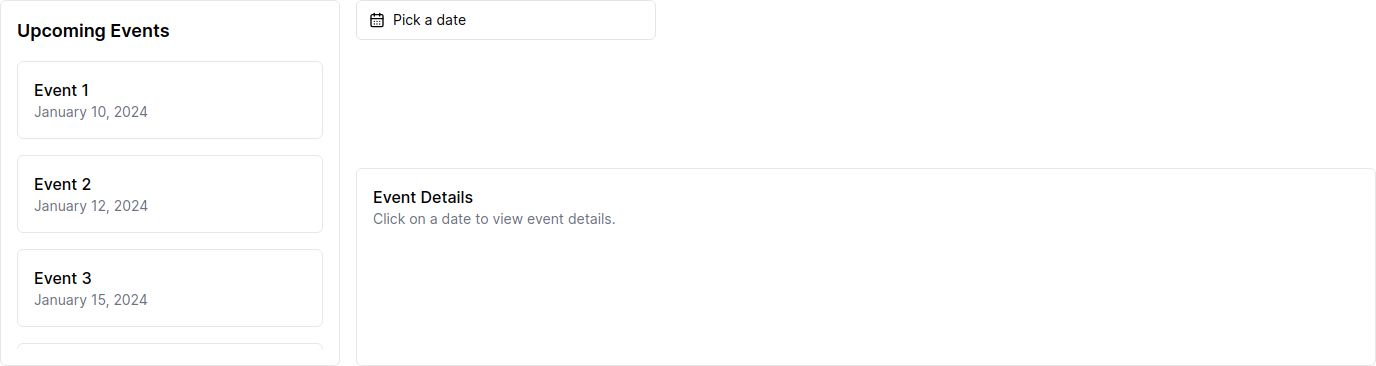 Upcoming Events
Event 1
January 10, 2024
Event 2
January 12, 2024
Event 3
January 15, 2024
Pick a date
Event Details
Click on a date to view event details.